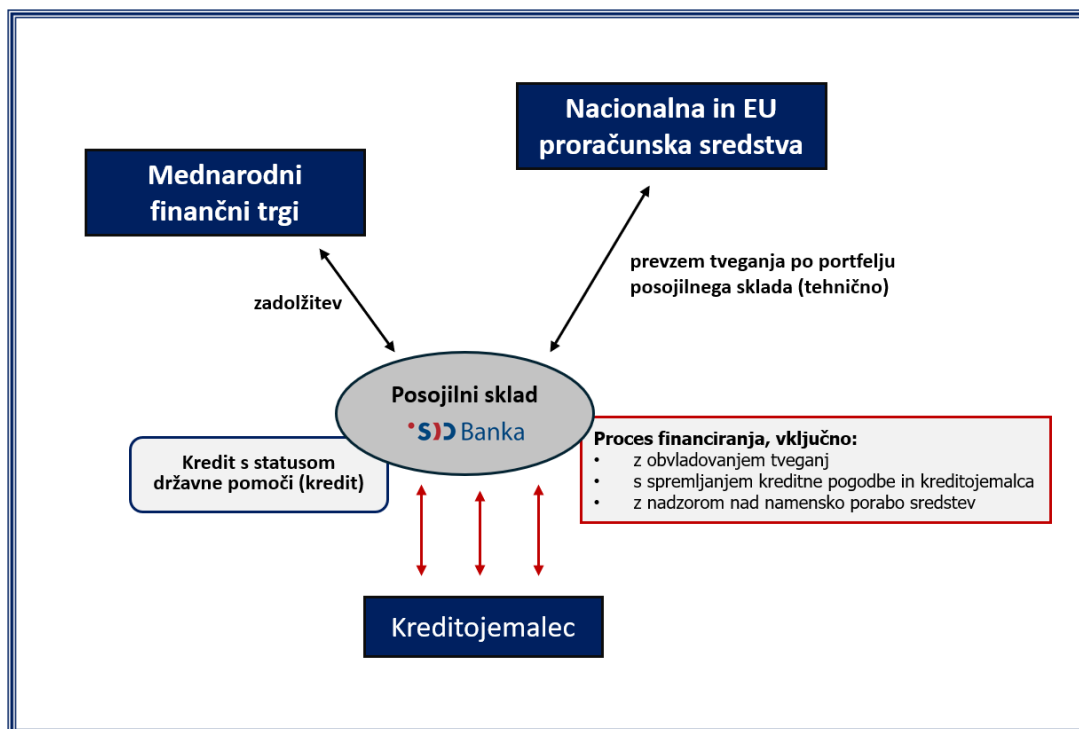 Nacionalna in EU
proračunska sredstva
Mednarodni
finančni trgi
prevzem tveganja po portfelju
posojilnega sklada (tehnično)
zadolžitev
Posojilni sklad
SID Banka
Kredit s statusom
državne pomoči (kredit)
Proces financiranja, vključno:
• z obvladovanjem tveganj
• s spremljanjem kreditne pogodbe in kreditojemalca
• z nadzorom nad namensko porabo sredstev
Kreditojemalec